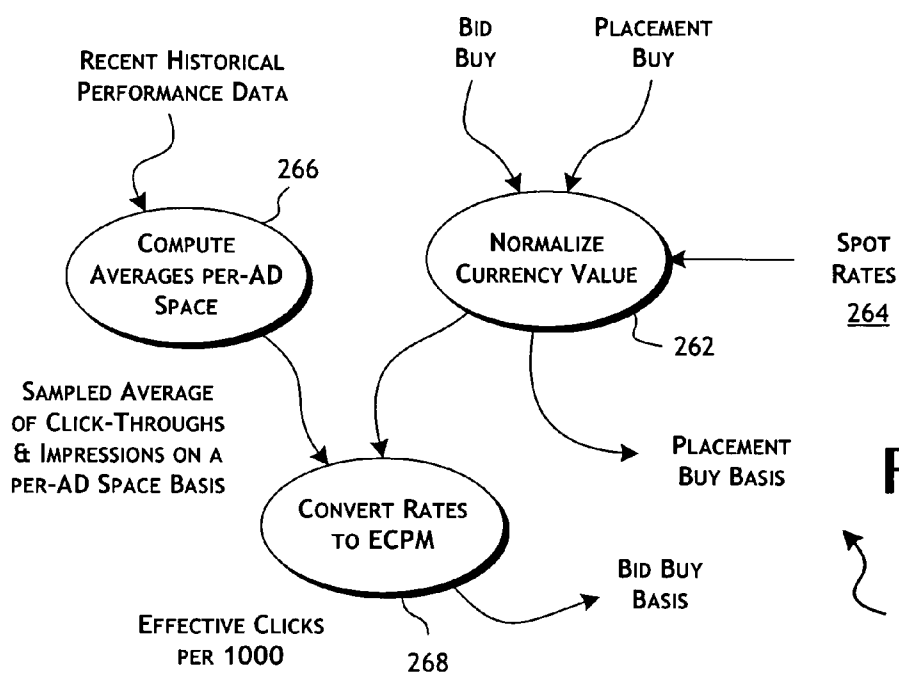 BID
BUY
PLACEMENT
BUY
RECENT HISTORICAL
PERFORMANCE DATA
266
COMPUTE
AVERAGES PER-AD
SPACE
NORMALIZE
CURRENCY VALUE
SPOT
RATES
264
262
SAMPLED AVERAGE
OF CLICK-THROUGHS
& IMPRESSIONS ON A
PER-AD SPACE BASIS
PLACEMENT
BUY BASIS
CONVERT RATES
TO ECPM
BID BUY
BASIS
EFFECTIVE CLICKS
PER 1000
268